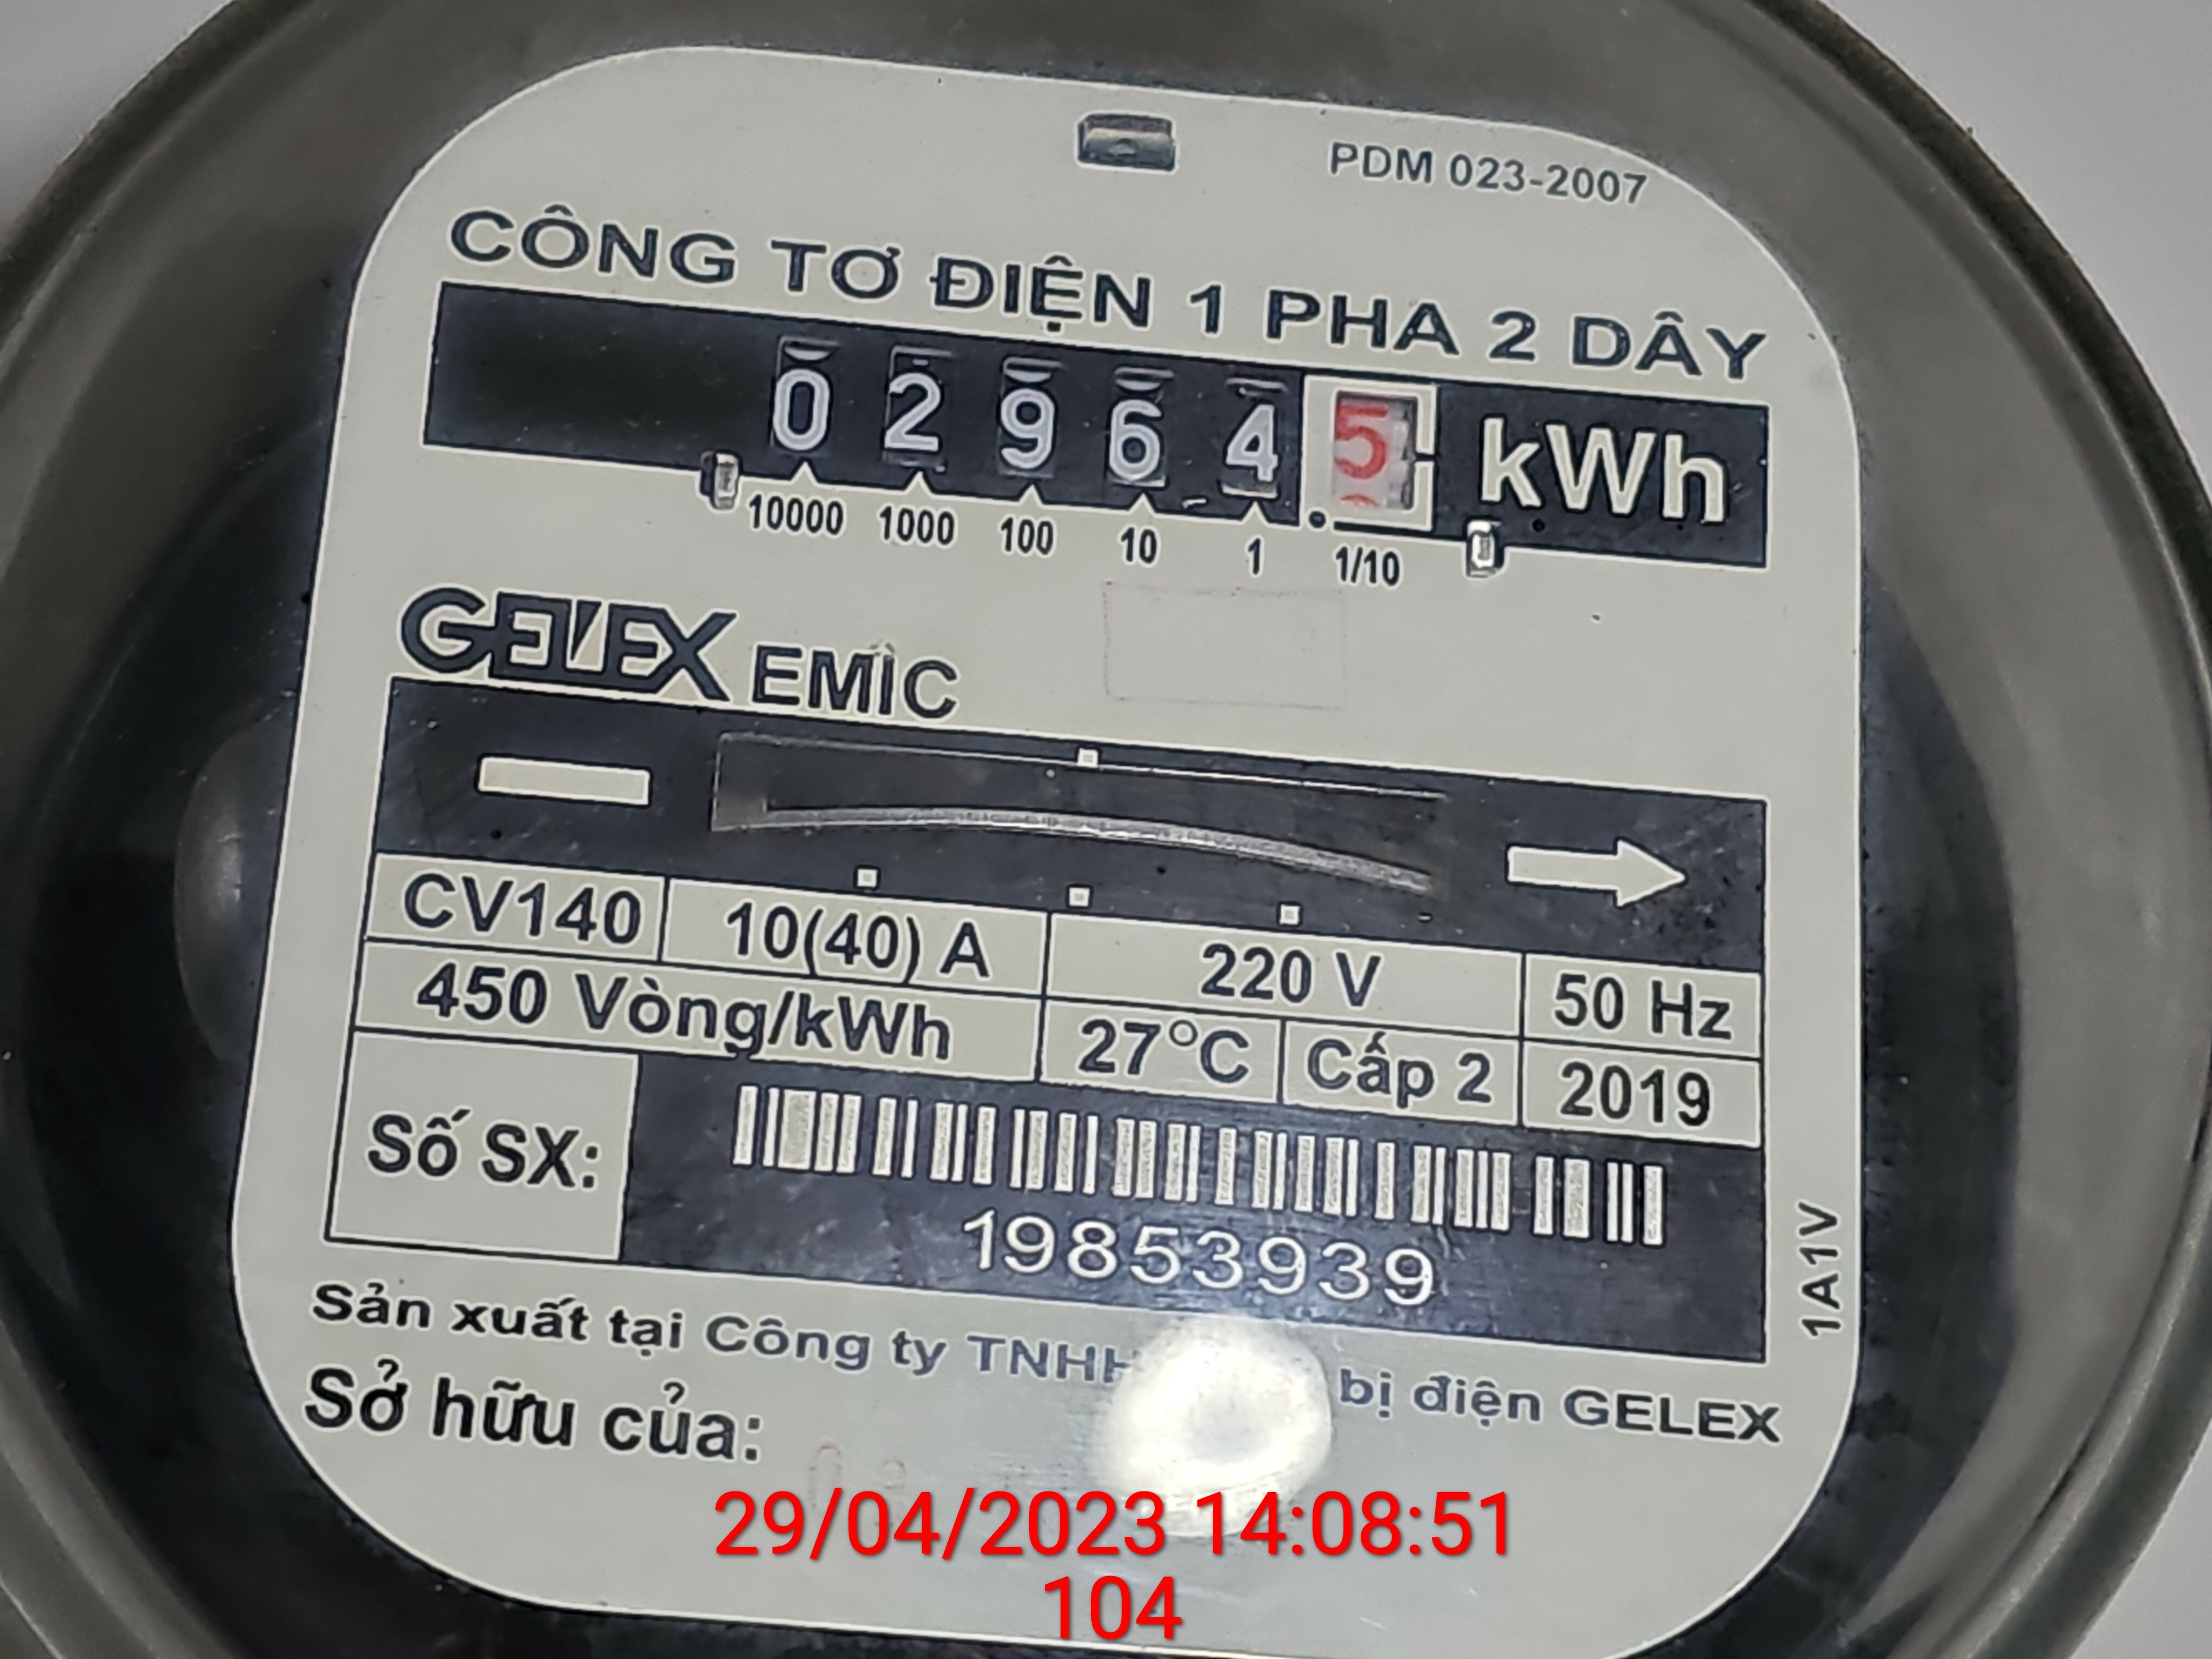 PDM 023-2007
CÔNG TƠ ĐIỆN 1 PHA 2 DÂY
0 2 9 6 4 5 kWh
10000 1000 100 10 1 1/10
GELEX EMIC
CV140 10(40) A 220 V 50 Hz
450 Vòng/kWh 27°C Cấp 2 2019
Số SX:
19853939
1A1V
Sản xuất tại Công ty TNHH bị điện GELEX
Sở hữu của:
29/04/2023 14:08:51
104